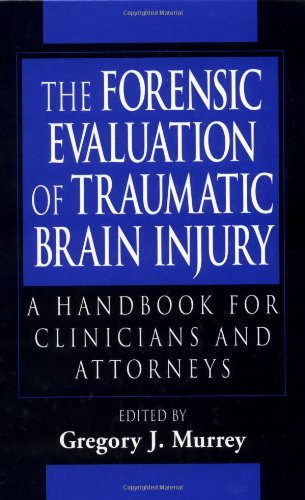 THE FORENSIC
EVALUATION
OF TRAUMATIC
BRAIN INJURY
A HANDBOOK FOR
CLINICIANS AND
ATTORNEYS
EDITED BY
Gregory J. Murrey